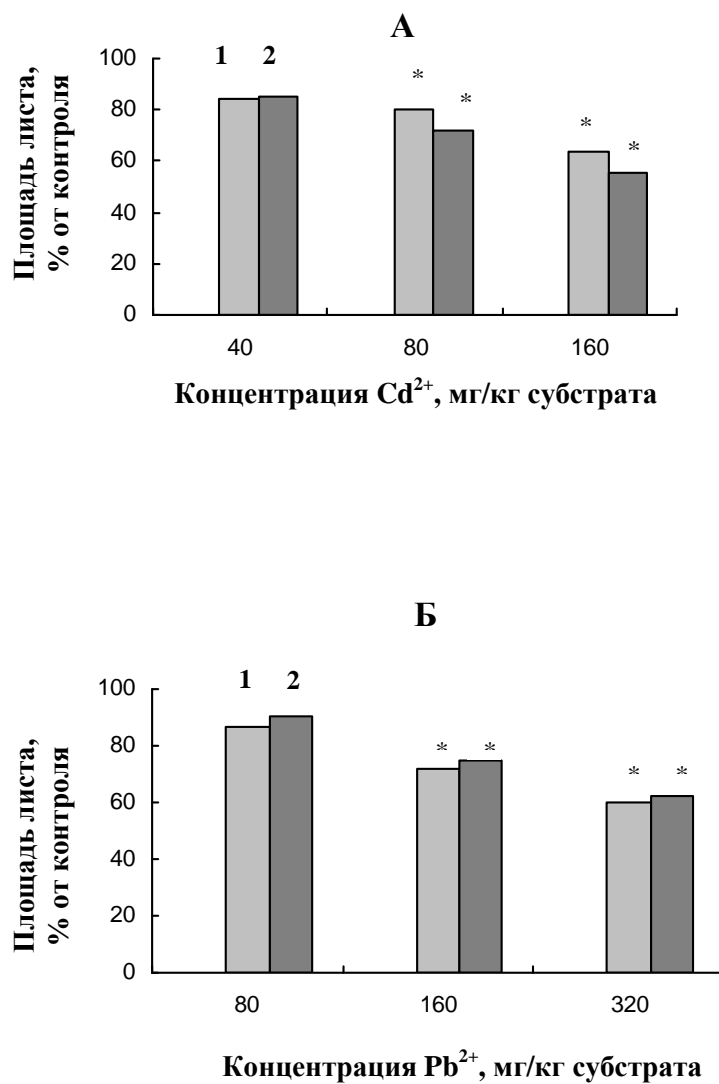 А
1 2
100
80
60
40
20
0
Площадь листа,
% от контроля
* * * *
40 80 160
Концентрация Cd²⁺, мг/кг субстрата
Б
1 2
100
80
60
40
20
0
Площадь листа,
% от контроля
* * * *
80 160 320
Концентрация Pb²⁺, мг/кг субстрата